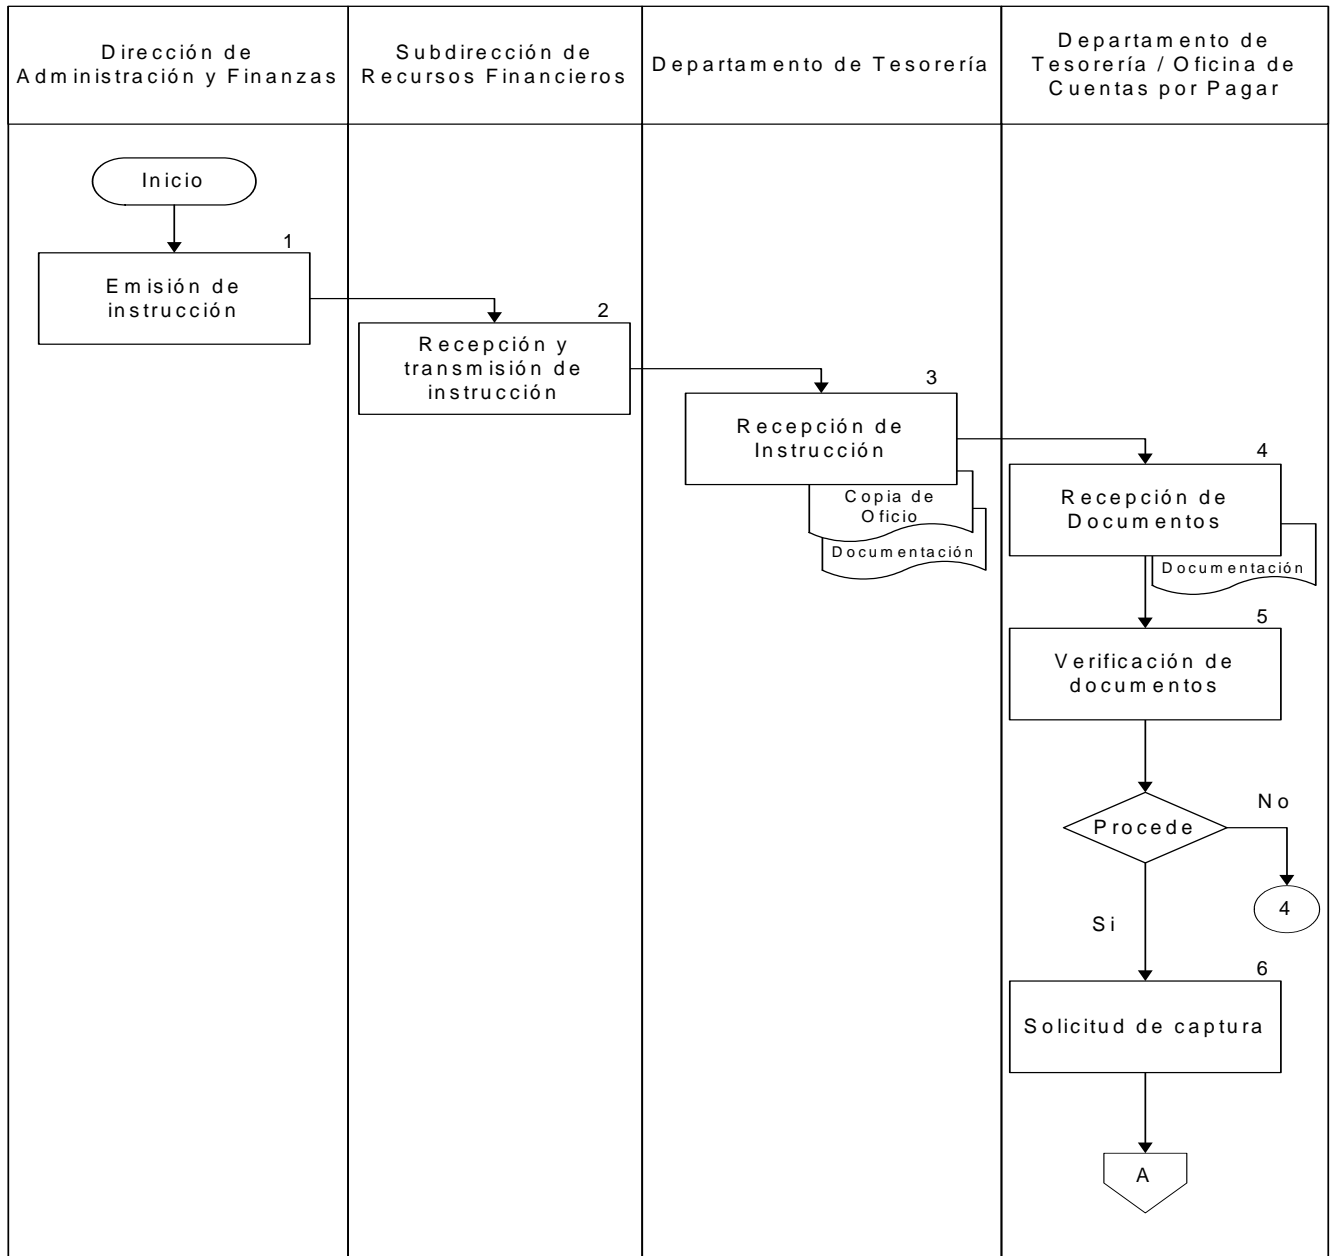 Dirección de
Administración y Finanzas
Subdirección de
Recursos Financieros
Departamento de Tesorería
Departamento de
Tesorería / Oficina de
Cuentas por Pagar
Inicio
1
Emisión de
instrucción
2
Recepción y
transmisión de
instrucción
3
Recepción de
Instrucción
Copia de
Oficio
Documentación
4
Recepción de
Documentos
Documentación
5
Verificación de
documentos
Procede
No
4
Si
6
Solicitud de captura
A